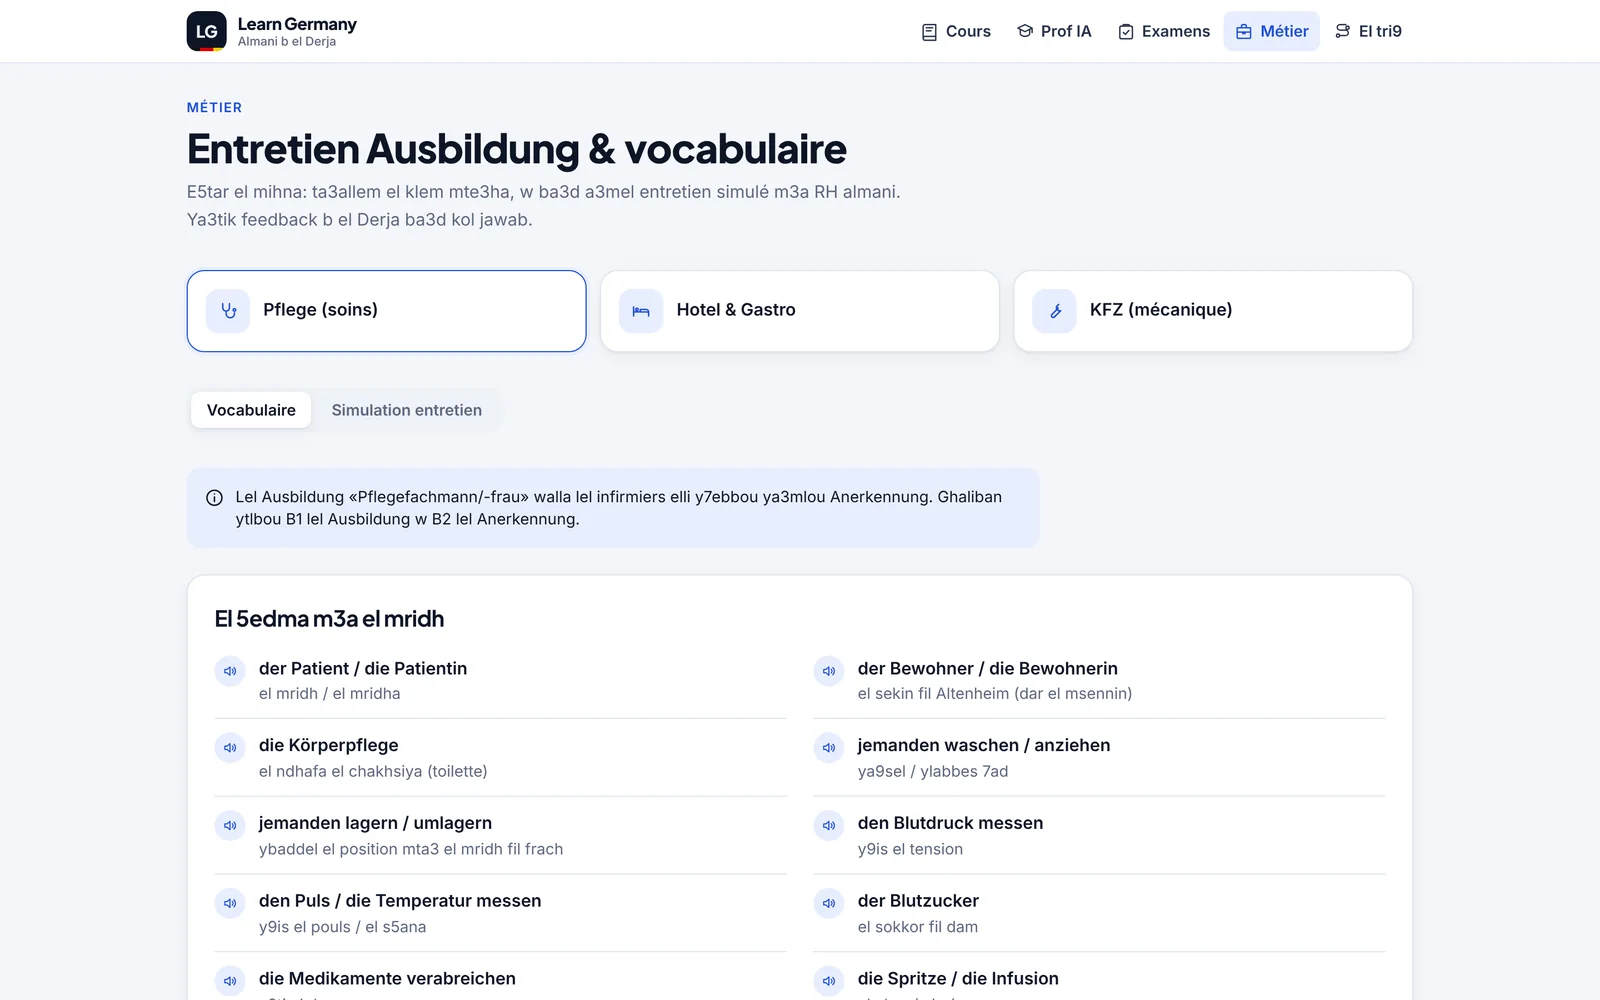 LG
Learn Germany
Almani b el Derja
Cours
Prof IA
Examens
Métier
El tri9
MÉTIER
Entretien Ausbildung & vocabulaire
E5tar el mihna: ta3allem el klem mte3ha, w ba3d a3mel entretien simulé m3a RH almani.
Ya3tik feedback b el Derja ba3d kol jawab.
Pflege (soins)
Hotel & Gastro
KFZ (mécanique)
Vocabulaire
Simulation entretien
Lel Ausbildung «Pflegefachmann/-frau» walla lel infirmiers elli y7ebbou ya3mlou Anerkennung. Ghaliban
ytlbou B1 lel Ausbildung w B2 lel Anerkennung.
El 5edma m3a el mridh
der Patient / die Patientin
el mridh / el mridha
der Bewohner / die Bewohnerin
el sekin fil Altenheim (dar el msennin)
die Körperpflege
el ndhafa el chakhsiya (toilette)
jemanden waschen / anziehen
ya9sel / ylabbes 7ad
jemanden lagern / umlagern
ybaddel el position mta3 el mridh fil frach
den Blutdruck messen
y9is el tension
den Puls / die Temperatur messen
y9is el pouls / el s5ana
der Blutzucker
el sokkor fil dam
die Medikamente verabreichen
die Spritze / die Infusion